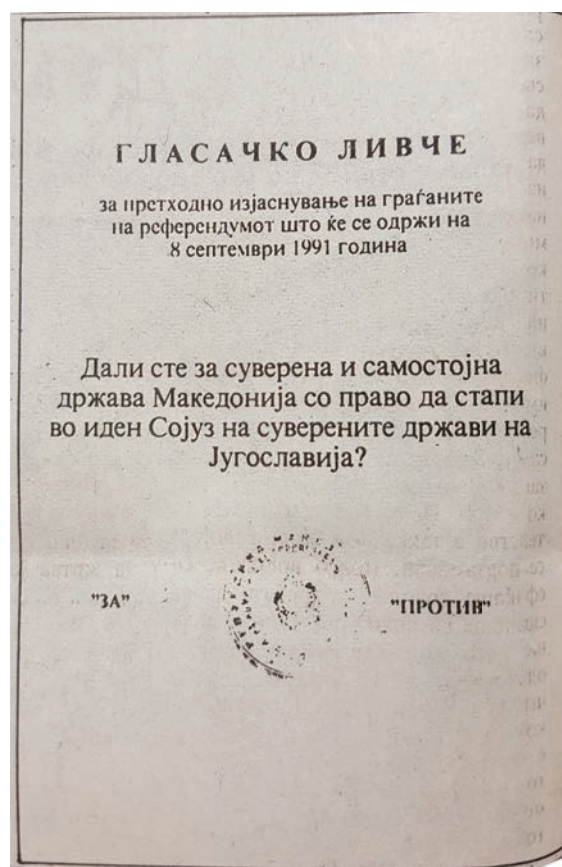 ГЛАСАЧКО ЛИВЧЕ
за претходно изјаснување на граѓаните
на референдумот што ќе се одржи на
8 септември 1991 година
Дали сте за суверена и самостојна
држава Македонија со право да стапи
во иден Сојуз на суверените држави на
Југославија?
"ЗА"
"ПРОТИВ"